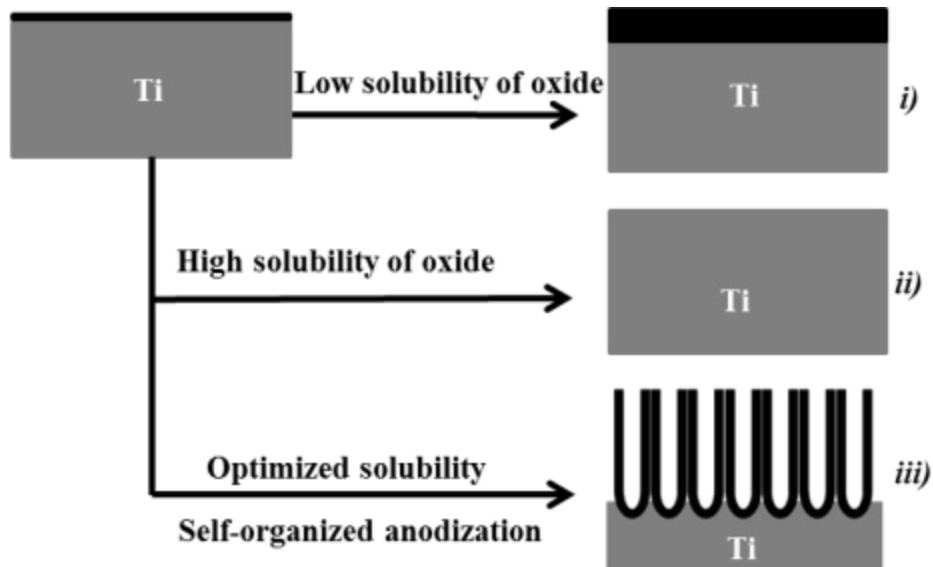 Ti
Low solubility of oxide
Ti
i)
High solubility of oxide
Ti
ii)
Optimized solubility
Self-organized anodization
Ti
iii)